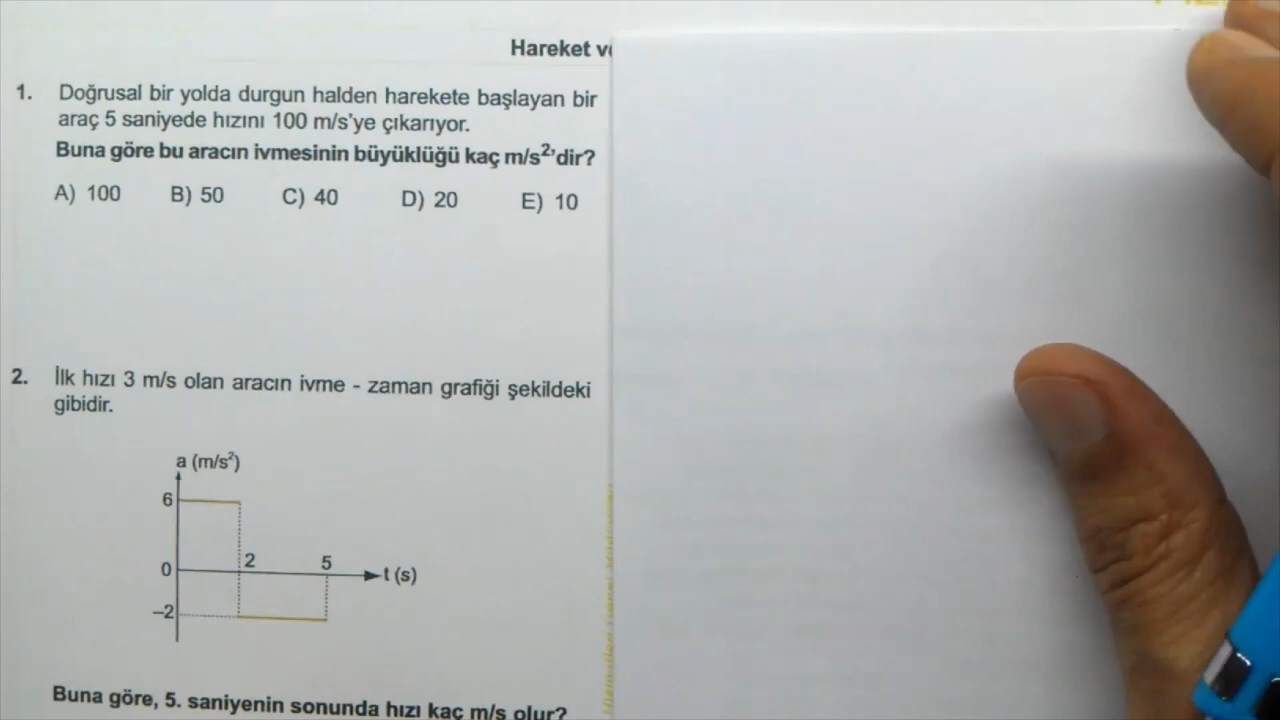 Hareket v
1. Doğrusal bir yolda durgun halden harekete başlayan bir
araç 5 saniyede hızını 100 m/s'ye çıkarıyor.
Buna göre bu aracın ivmesinin büyüklüğü kaç m/s²'dir?
A) 100 B) 50 C) 40 D) 20 E) 10
2. İlk hızı 3 m/s olan aracın ivme - zaman grafiği şekildeki
gibidir.
a (m/s²)
6
2 5
0 t (s)
–2
Buna göre, 5. saniyenin sonunda hızı kaç m/s olur?